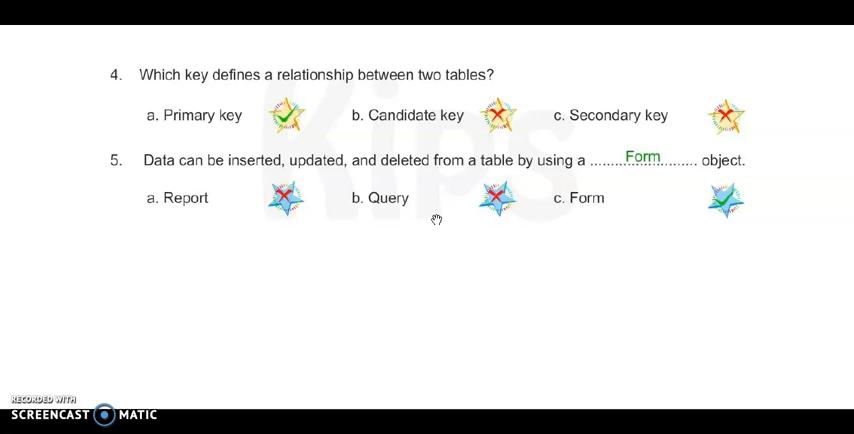 4. Which key defines a relationship between two tables?
a. Primary key b. Candidate key c. Secondary key
5. Data can be inserted, updated, and deleted from a table by using a ........Form......... object.
a. Report b. Query c. Form
Kips
RECORDED WITH
SCREENCAST MATIC